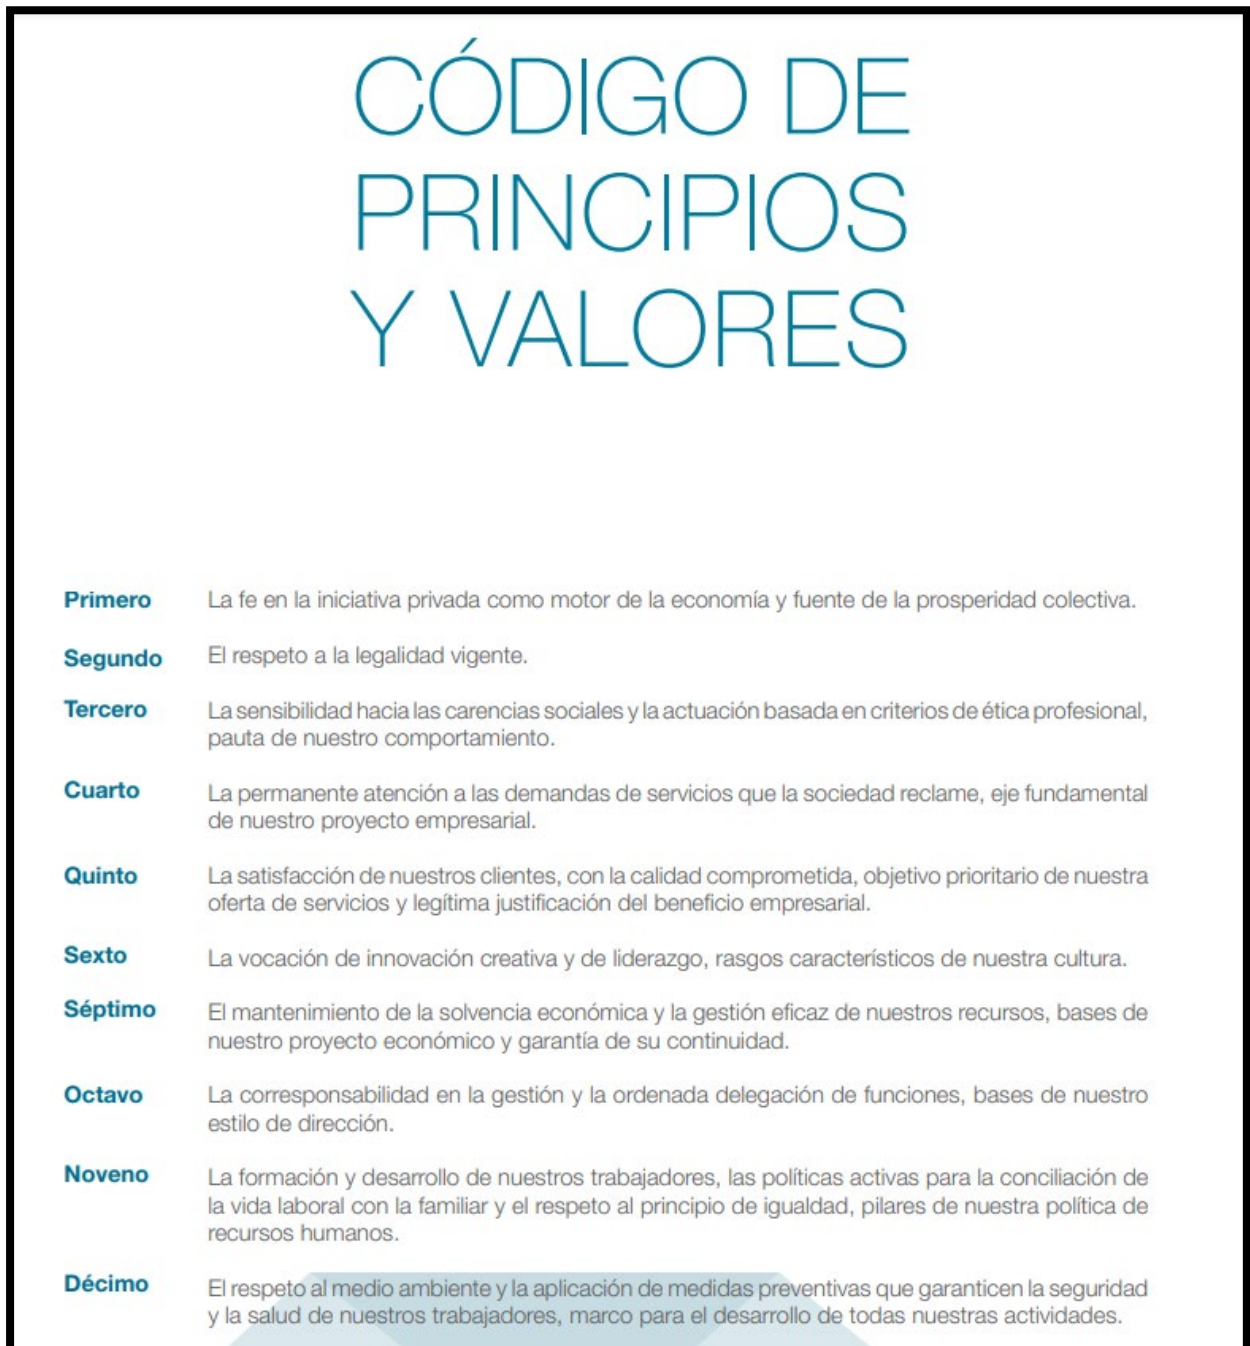 CÓDIGO DE
PRINCIPIOS
Y VALORES
Primero La fe en la iniciativa privada como motor de la economía y fuente de la prosperidad colectiva.
Segundo El respeto a la legalidad vigente.
Tercero La sensibilidad hacia las carencias sociales y la actuación basada en criterios de ética profesional,
pauta de nuestro comportamiento.
Cuarto La permanente atención a las demandas de servicios que la sociedad reclame, eje fundamental
de nuestro proyecto empresarial.
Quinto La satisfacción de nuestros clientes, con la calidad comprometida, objetivo prioritario de nuestra
oferta de servicios y legítima justificación del beneficio empresarial.
Sexto La vocación de innovación creativa y de liderazgo, rasgos característicos de nuestra cultura.
Séptimo El mantenimiento de la solvencia económica y la gestión eficaz de nuestros recursos, bases de
nuestro proyecto económico y garantía de su continuidad.
Octavo La corresponsabilidad en la gestión y la ordenada delegación de funciones, bases de nuestro
estilo de dirección.
Noveno La formación y desarrollo de nuestros trabajadores, las políticas activas para la conciliación de
la vida laboral con la familiar y el respeto al principio de igualdad, pilares de nuestra política de
recursos humanos.
Décimo El respeto al medio ambiente y la aplicación de medidas preventivas que garanticen la seguridad
y la salud de nuestros trabajadores, marco para el desarrollo de todas nuestras actividades.